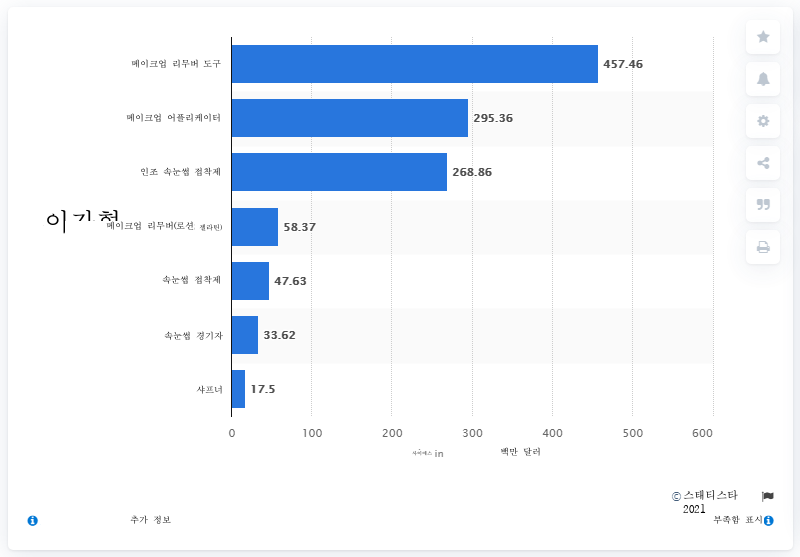 메이크업 리무버 도구 457.46
메이크업 어플리케이터 295.36
인조 속눈썹 접착제 268.86
메이크업 리무버(로션 젤라틴) 58.37
속눈썹 접착제 47.63
속눈썹 경기자 33.62
샤프너 17.5
0 100 200 300 400 500 600
in 백만 달러
© 스태티스타
2021
추가 정보 부족함 표시